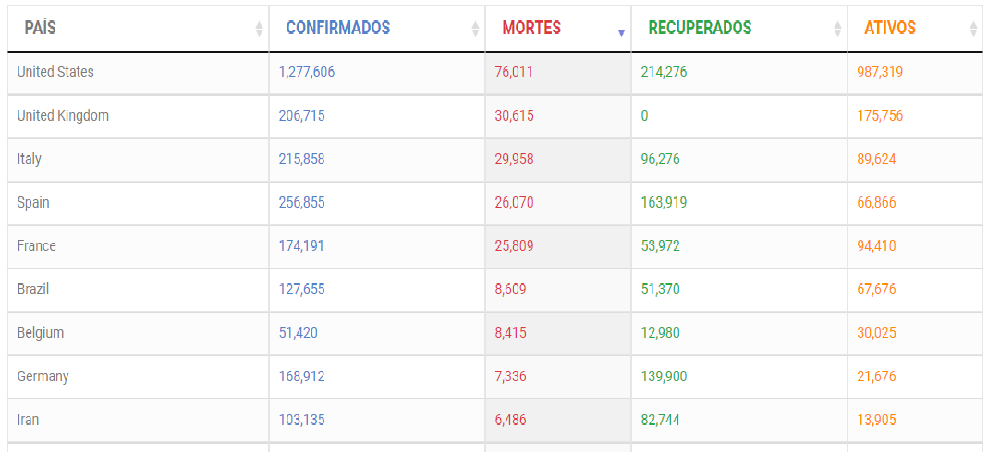 PAÍS CONFIRMADOS MORTES RECUPERADOS ATIVOS
United States 1,277,606 76,011 214,276 987,319
United Kingdom 206,715 30,615 0 175,756
Italy 215,858 29,958 96,276 89,624
Spain 256,855 26,070 163,919 66,866
France 174,191 25,809 53,972 94,410
Brazil 127,655 8,609 51,370 67,676
Belgium 51,420 8,415 12,980 30,025
Germany 168,912 7,336 139,900 21,676
Iran 103,135 6,486 82,744 13,905